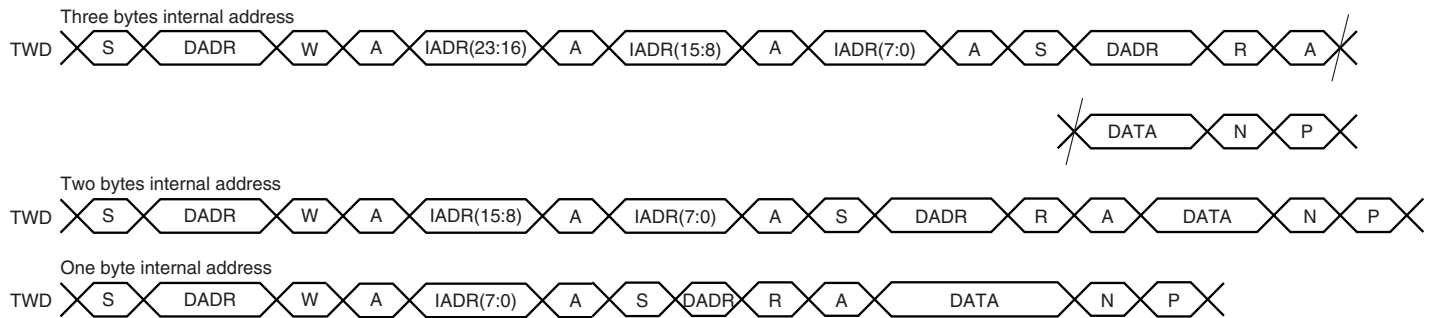 Three bytes internal address
TWD S DADR W A IADR(23:16) A IADR(15:8) A IADR(7:0) A S DADR R A
DATA N P
Two bytes internal address
TWD S DADR W A IADR(15:8) A IADR(7:0) A S DADR R A DATA N P
One byte internal address
TWD S DADR W A IADR(7:0) A S DADR R A DATA N P